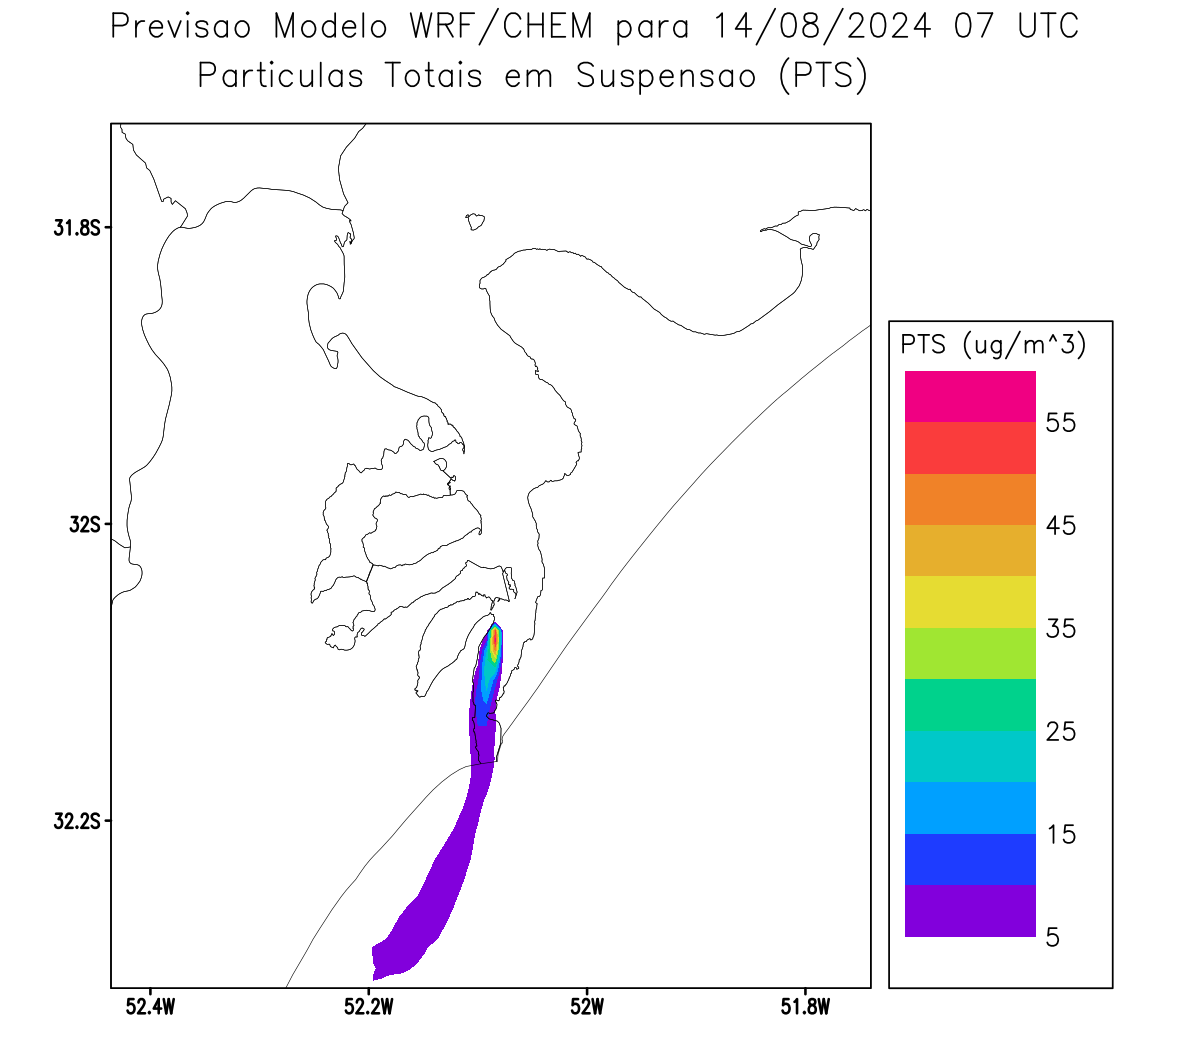 Previsao Modelo WRF/CHEM para 14/08/2024 07 UTC
Particulas Totais em Suspensao (PTS)
31.8S
32S
32.2S
52.4W
52.2W
52W
51.8W
PTS (ug/m^3)
55
45
35
25
15
5